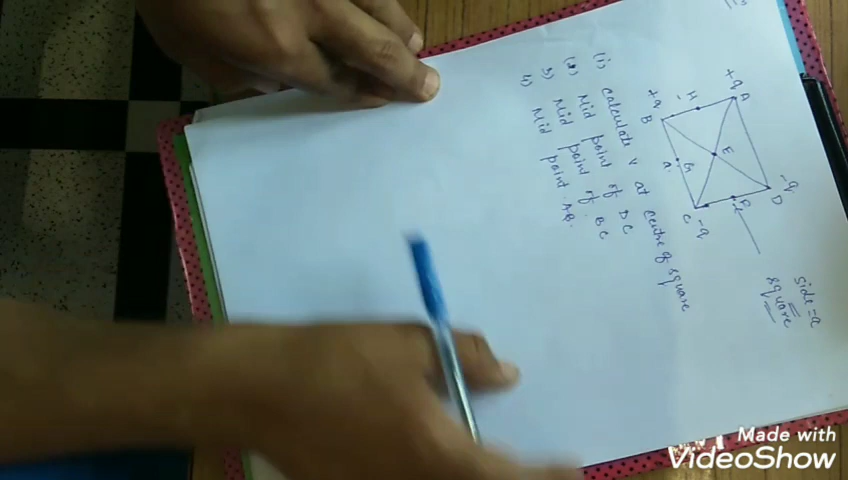 side = a
square
+q A
-q D
H
E
P
+q B
G
C -q
(1) calculate V at centre of square
(2) Mid point of DC
3) Mid point of BC
4) Mid point AB.
Made with
VideoShow